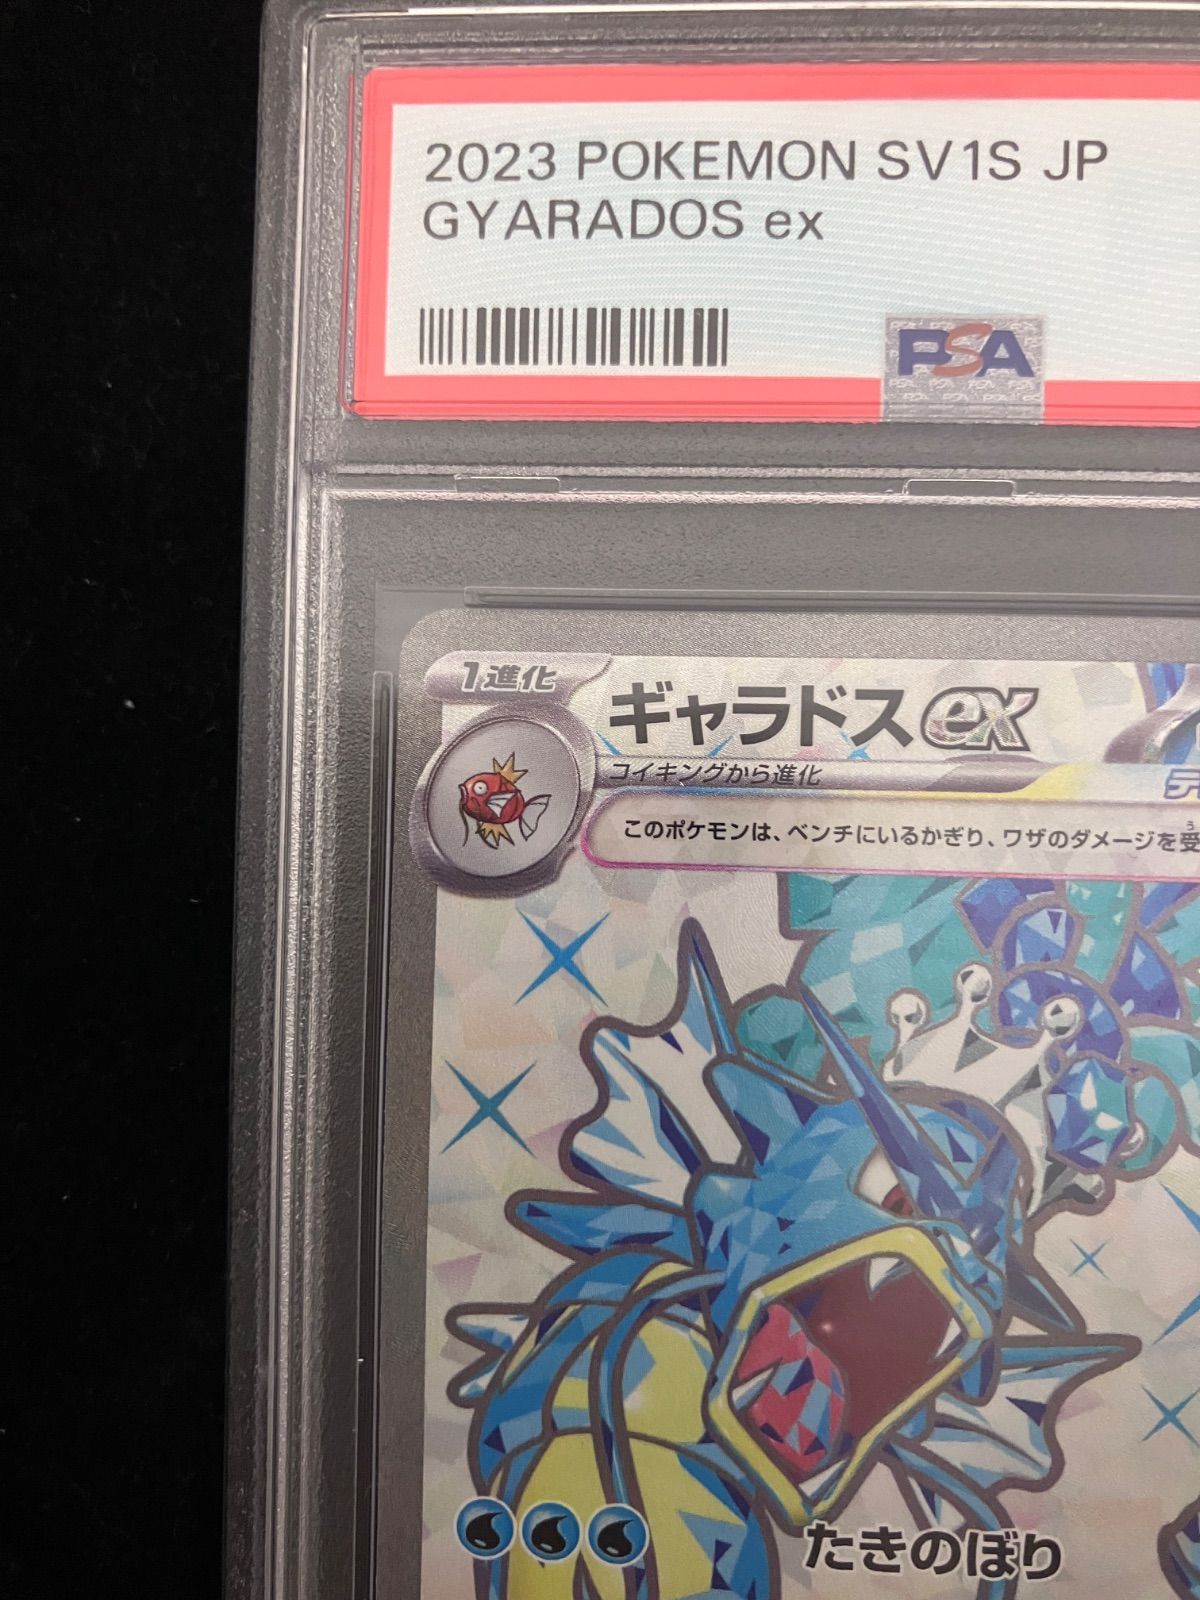 2023 POKEMON SV1S JP
GYARADOS ex
PSA
1進化
ギャラドスex
コイキングから進化
テ
このポケモンは、ベンチにいるかぎり、ワザのダメージを受
う
たきのぼり